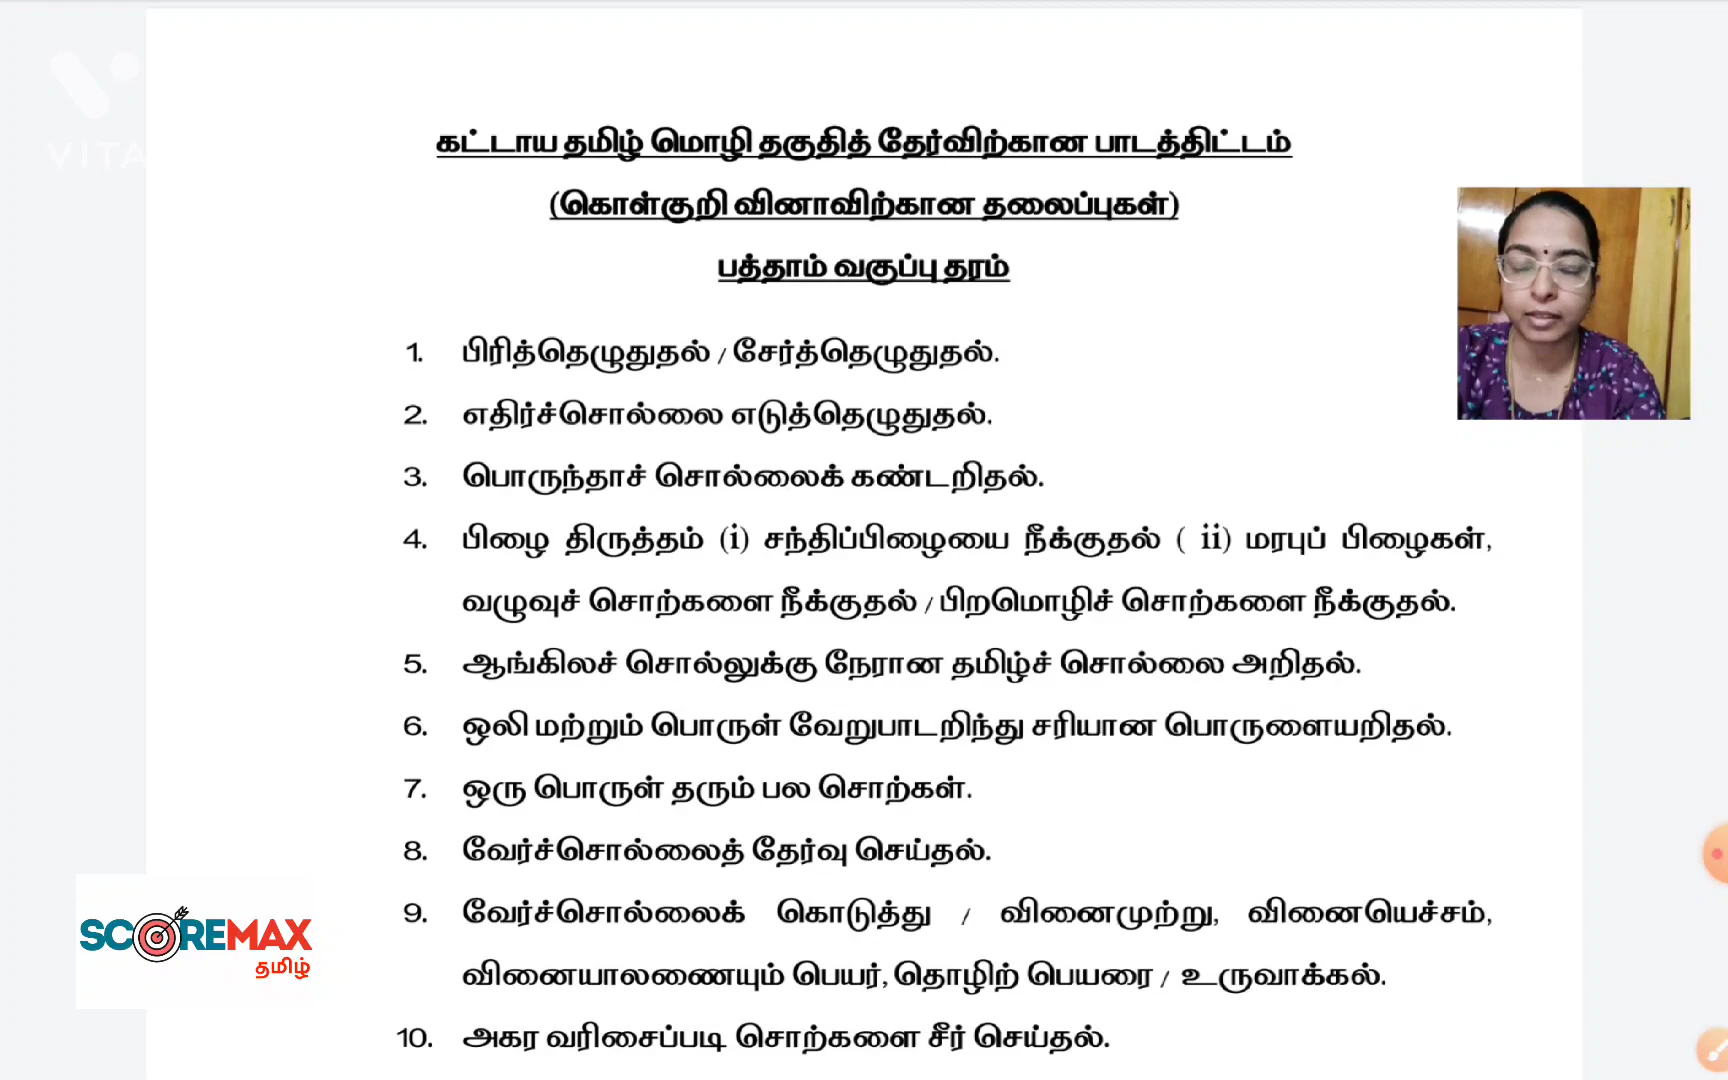 VITA
கட்டாய தமிழ் மொழி தகுதித் தேர்விற்கான பாடத்திட்டம்
(கொள்குறி வினாவிற்கான தலைப்புகள்)
பத்தாம் வகுப்பு தரம்
1. பிரித்தெழுதுதல் / சேர்த்தெழுதுதல்.
2. எதிர்ச்சொல்லை எடுத்தெழுதுதல்.
3. பொருந்தாச் சொல்லைக் கண்டறிதல்.
4. பிழை திருத்தம் (i) சந்திப்பிழையை நீக்குதல் ( ii) மரபுப் பிழைகள்,
வழுவுச் சொற்களை நீக்குதல் / பிறமொழிச் சொற்களை நீக்குதல்.
5. ஆங்கிலச் சொல்லுக்கு நேரான தமிழ்ச் சொல்லை அறிதல்.
6. ஒலி மற்றும் பொருள் வேறுபாடறிந்து சரியான பொருளையறிதல்.
7. ஒரு பொருள் தரும் பல சொற்கள்.
8. வேர்ச்சொல்லைத் தேர்வு செய்தல்.
9. வேர்ச்சொல்லைக் கொடுத்து / வினைமுற்று, வினையெச்சம்,
வினையாலணையும் பெயர், தொழிற் பெயரை / உருவாக்கல்.
10. அகர வரிசைப்படி சொற்களை சீர் செய்தல்.
SCOREMAX
தமிழ்